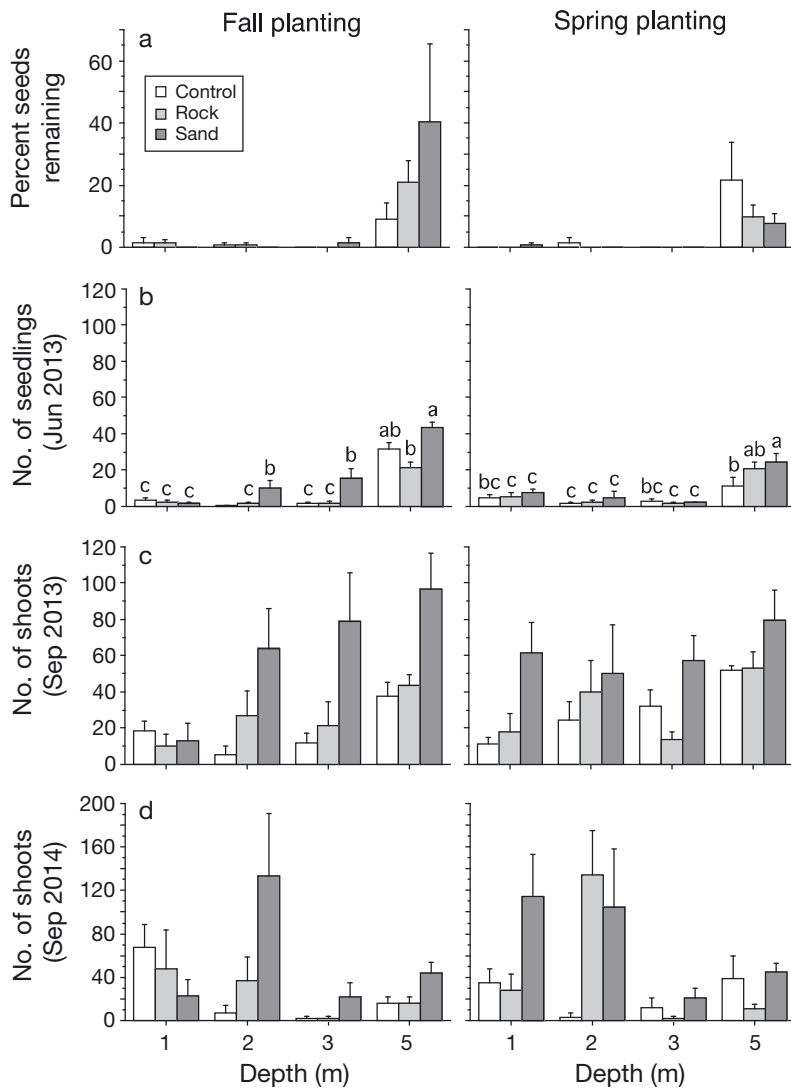 Fall planting
Spring planting
a
Percent seeds
remaining
60
40
20
0
Control
Rock
Sand
b
No. of seedlings
(Jun 2013)
120
100
80
60
40
20
0
c c c
c c b
c c b
ab b a
bc c c
c c c
bc c c
b ab a
c
No. of shoots
(Sep 2013)
120
100
80
60
40
20
0
d
No. of shoots
(Sep 2014)
200
160
120
80
40
0
1 2 3 5
1 2 3 5
Depth (m)
Depth (m)